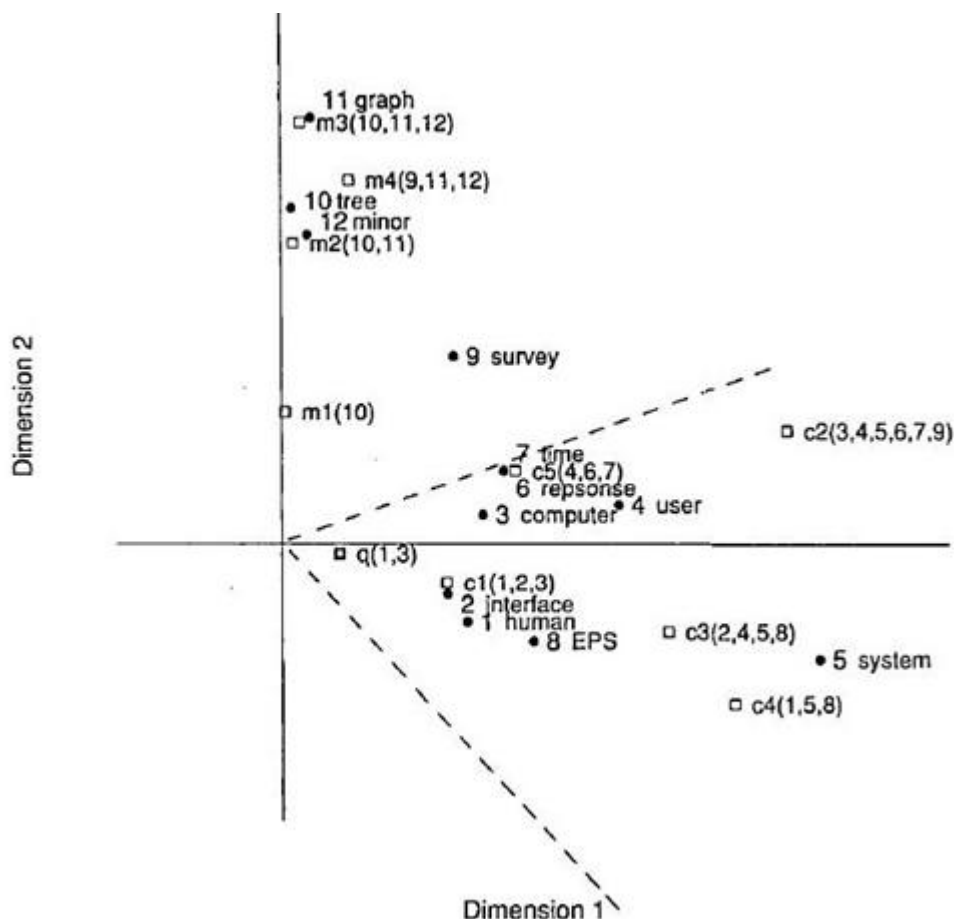 11 graph
m3(10,11,12)
m4(9,11,12)
10 tree
12 minor
m2(10,11)
9 survey
m1(10)
c2(3,4,5,6,7,9)
7 time
c5(4,6,7)
6 repsonse
4 user
3 computer
q(1,3)
c1(1,2,3)
2 interface
1 human
8 EPS
c3(2,4,5,8)
5 system
c4(1,5,8)
Dimension 2
Dimension 1